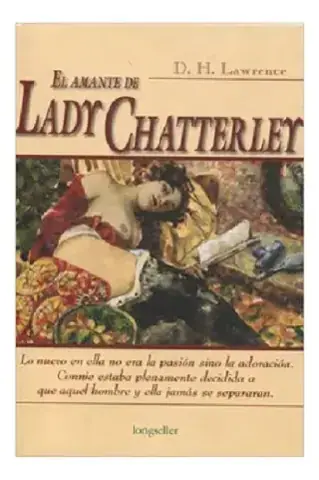 D. H. Lawrence
EL AMANTE DE
LADY CHATTERLEY
Lo nuevo en ella no era la pasión sino la adoración.
Connie estaba plenamente decidida a
que aquel hombre y ella jamás se separaran.
longseller